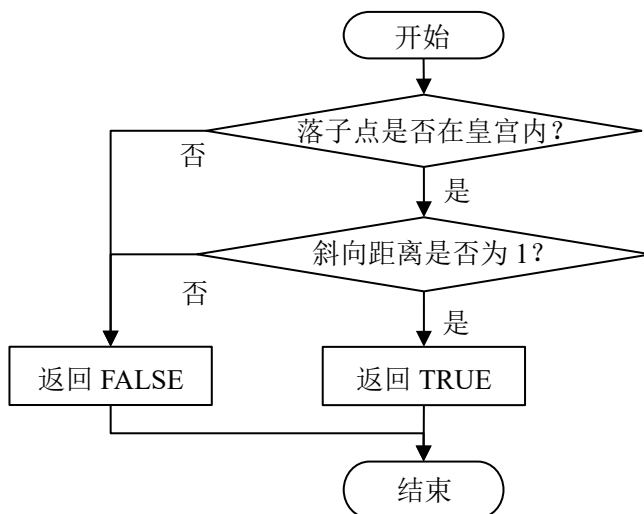 开始
落子点是否在皇宫内？
否
是
斜向距离是否为 1？
否
是
返回 FALSE
返回 TRUE
结束